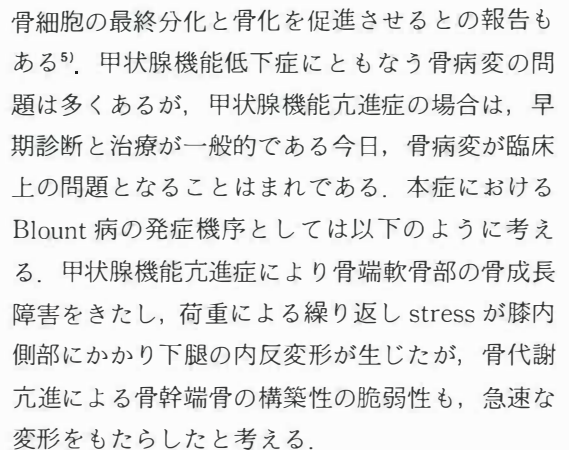 骨細胞の最終分化と骨化を促進させるとの報告も
ある⁵⁾．甲状腺機能低下症にともなう骨病変の問
題は多くあるが，甲状腺機能亢進症の場合は，早
期診断と治療が一般的である今日，骨病変が臨床
上の問題となることはまれである．本症における
Blount 病の発症機序としては以下のように考え
る．甲状腺機能亢進症により骨端軟骨部の骨成長
障害をきたし，荷重による繰り返し stress が膝内
側部にかかり下腿の内反変形が生じたが，骨代謝
亢進による骨幹端骨の構築性の脆弱性も，急速な
変形をもたらしたと考える．